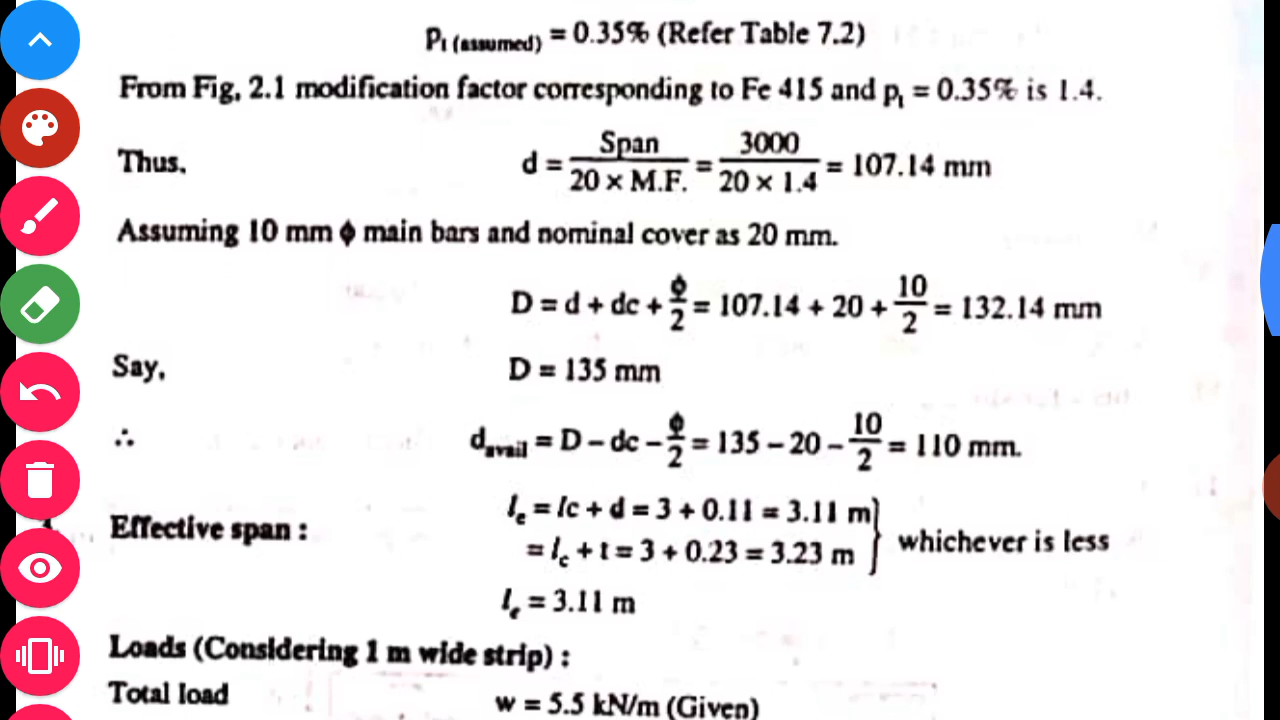 Pt (assumed) = 0.35% (Refer Table 7.2)
From Fig. 2.1 modification factor corresponding to Fe 415 and pt = 0.35% is 1.4.
Thus, d = Span / 20 × M.F. = 3000 / 20 × 1.4 = 107.14 mm
Assuming 10 mm ϕ main bars and nominal cover as 20 mm.
D = d + dc + ϕ/2 = 107.14 + 20 + 10/2 = 132.14 mm
Say, D = 135 mm
∴ davail = D – dc – ϕ/2 = 135 – 20 – 10/2 = 110 mm.
Effective span : le = lc + d = 3 + 0.11 = 3.11 m } whichever is less
= lc + t = 3 + 0.23 = 3.23 m
le = 3.11 m
Loads (Considering 1 m wide strip) :
Total load w = 5.5 kN/m (Given)